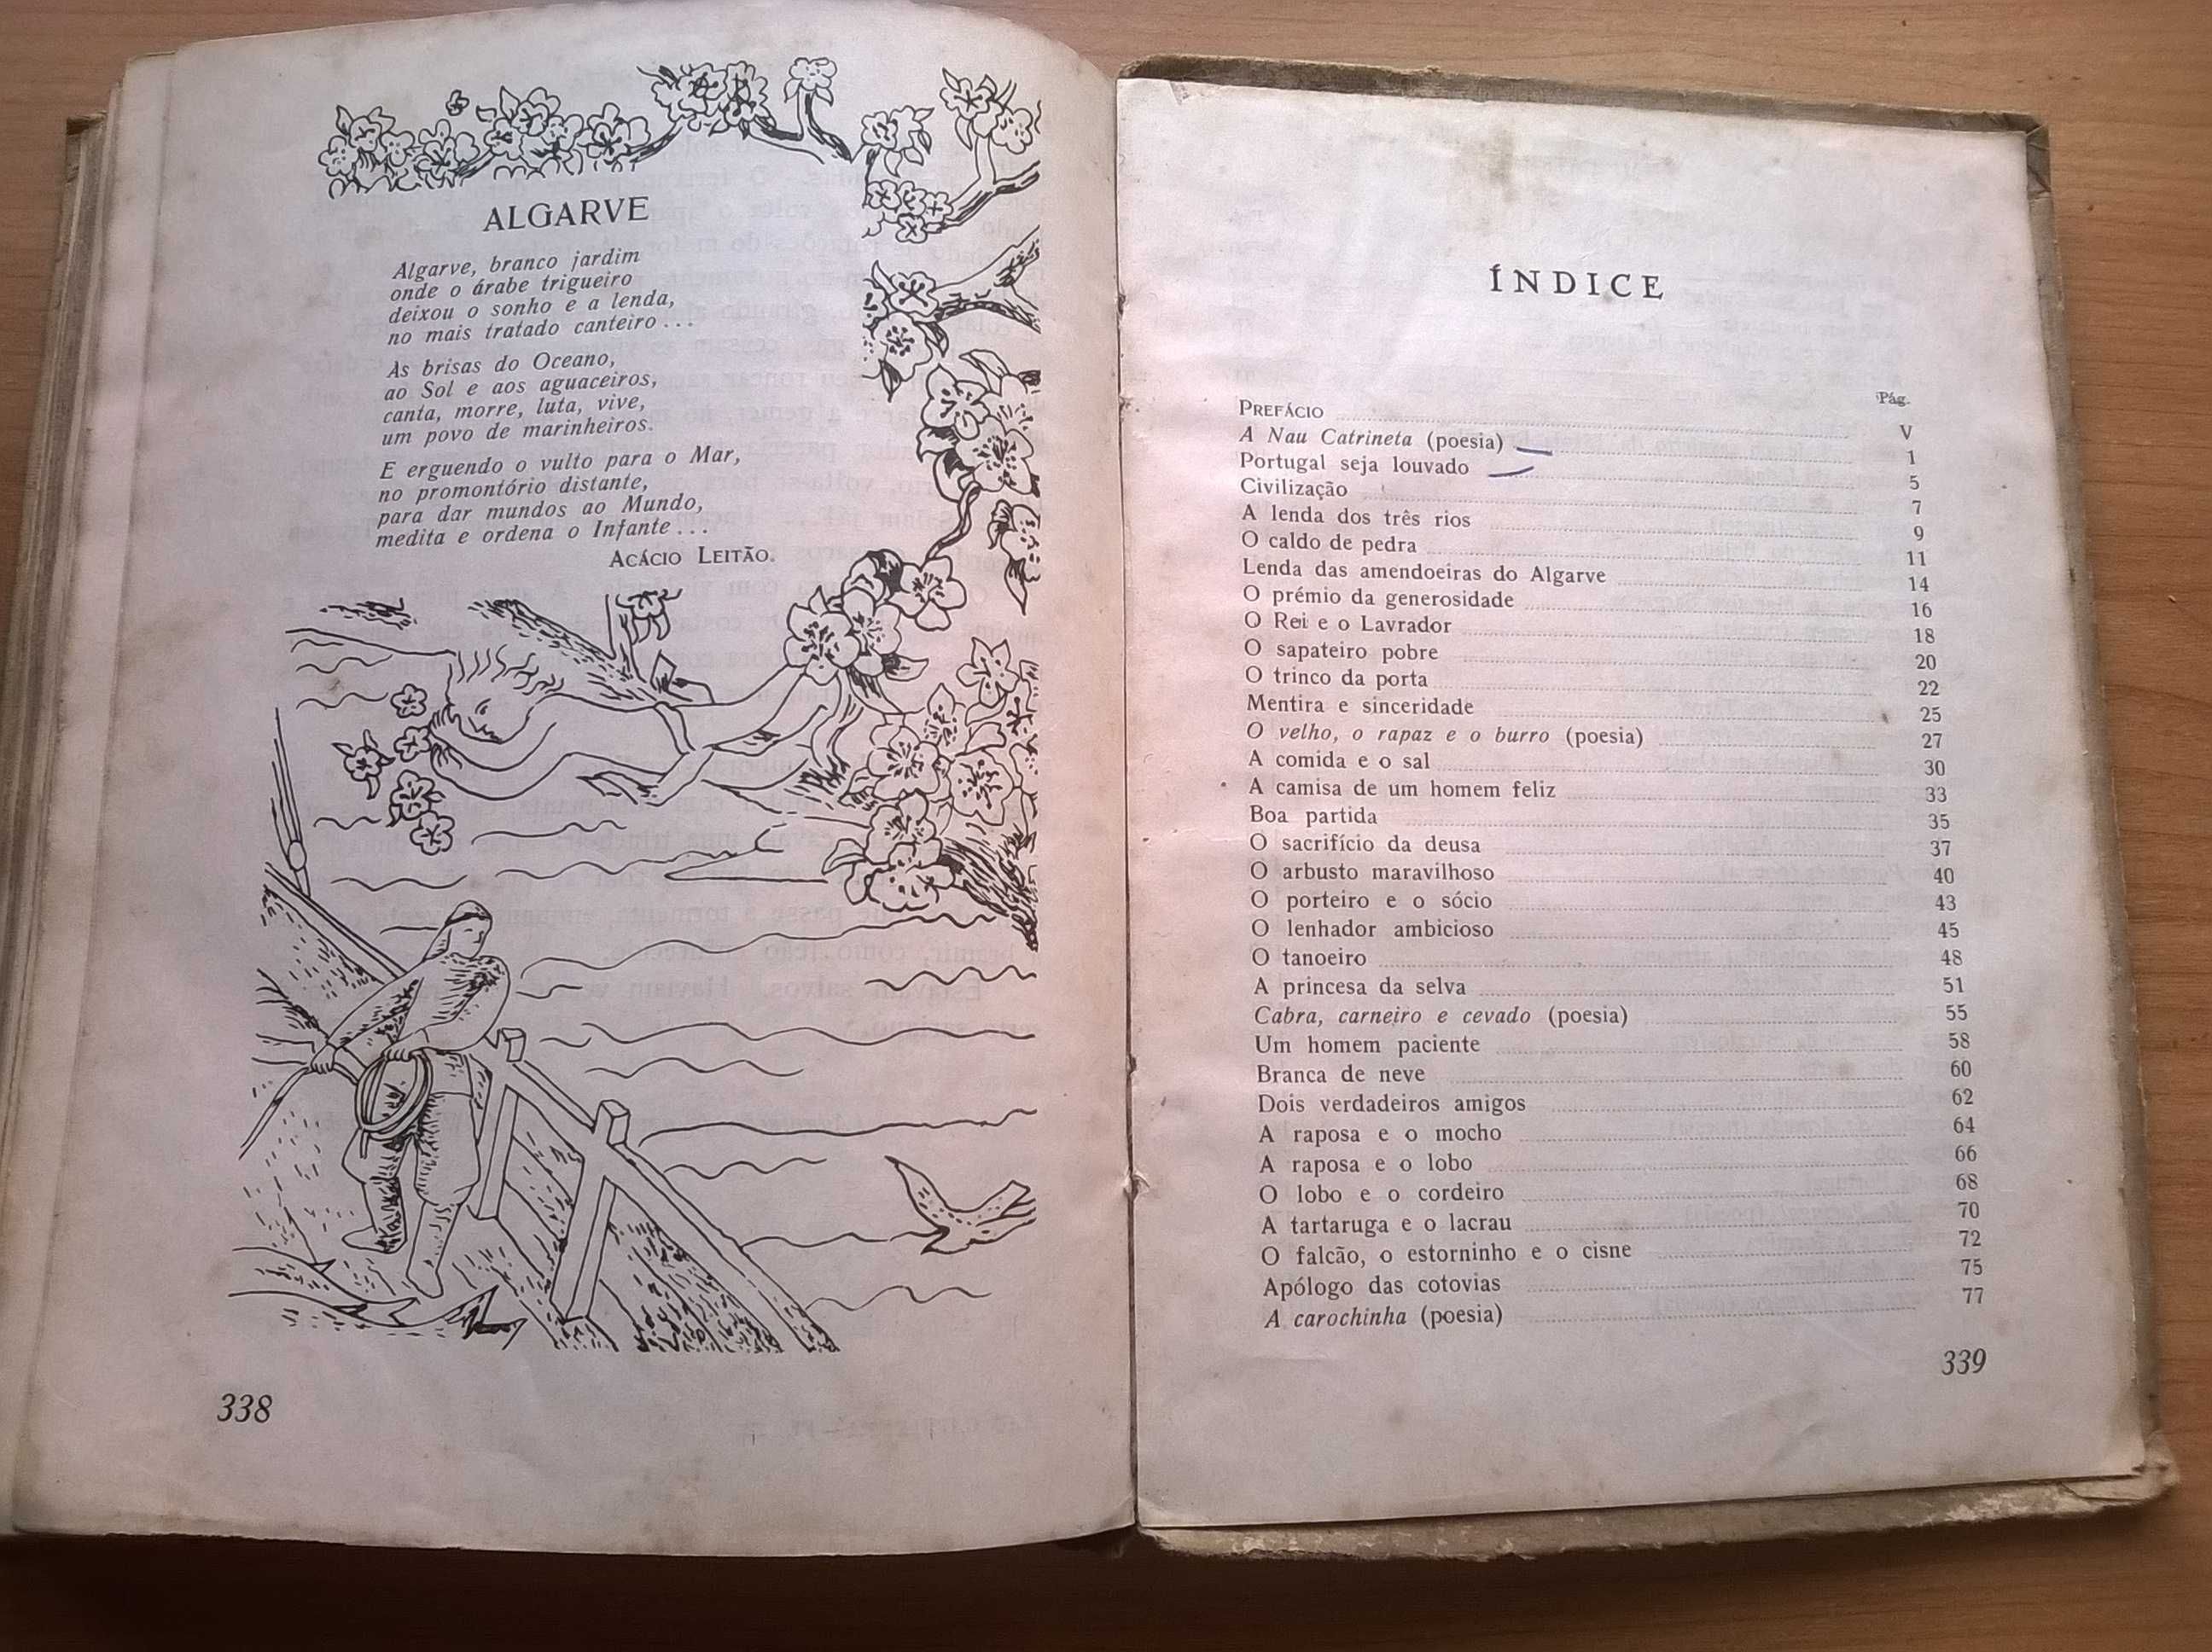 ALGARVE
Algarve, branco jardim
onde o árabe trigueiro
deixou o sonho e a lenda,
no mais tratado canteiro...
As brisas do Oceano,
ao Sol e aos aguaceiros,
canta, morre, luta, vive,
um povo de marinheiros.
E erguendo o vulto para o Mar,
no promontório distante,
para dar mundos ao Mundo,
medita e ordena o Infante...
ACÁCIO LEITÃO.
338
ÍNDICE
Pág.
PREFÁCIO V
A Nau Catrineta (poesia) 1
Portugal seja louvado 5
Civilização 7
A lenda dos três rios 9
O caldo de pedra 11
Lenda das amendoeiras do Algarve 14
O prémio da generosidade 16
O Rei e o Lavrador 18
O sapateiro pobre 20
O trinco da porta 22
Mentira e sinceridade 25
O velho, o rapaz e o burro (poesia) 27
A comida e o sal 30
A camisa de um homem feliz 33
Boa partida 35
O sacrifício da deusa 37
O arbusto maravilhoso 40
O porteiro e o sócio 43
O lenhador ambicioso 45
O tanoeiro 48
A princesa da selva 51
Cabra, carneiro e cevado (poesia) 55
Um homem paciente 58
Branca de neve 60
Dois verdadeiros amigos 62
A raposa e o mocho 64
A raposa e o lobo 66
O lobo e o cordeiro 68
A tartaruga e o lacrau 70
O falcão, o estorninho e o cisne 72
Apólogo das cotovias 75
A carochinha (poesia) 77
339